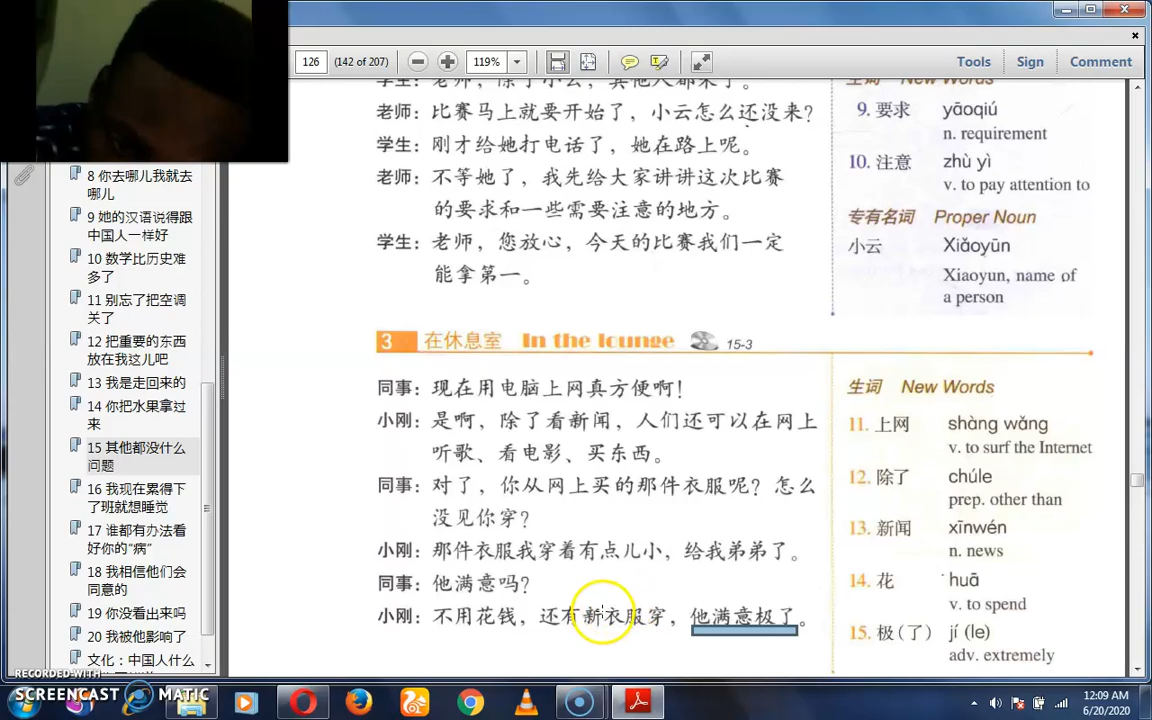 126 (142 of 207) 119% Tools Sign Comment
8 你去哪儿我就去
哪儿
9 她的汉语说得跟
中国人一样好
10 数学比历史难
多了
11 别忘了把空调
关了
12 把重要的东西
放在我这儿吧
13 我是走回来的
14 你把水果拿过
来
15 其他都没什么
问题
16 我现在累得下
了班就想睡觉
17 谁都有办法看
好你的“病”
18 我相信他们会
同意的
19 你没看出来吗
20 我被他影响了
文化：中国人什么
学生：老师，除了小云，其他人都来了。
老师：比赛马上就要开始了，小云怎么还没来？
学生：刚才给她打电话了，她在路上呢。
老师：不等她了，我先给大家讲讲这次比赛
的要求和一些需要注意的地方。
学生：老师，您放心，今天的比赛我们一定
能拿第一。
生词 New Words
9. 要求 yāoqiú
n. requirement
10. 注意 zhù yì
v. to pay attention to
专有名词 Proper Noun
小云 Xiǎoyūn
Xiaoyun, name of
a person
3 在休息室 In the lounge 15-3
同事：现在用电脑上网真方便啊！
小刚：是啊，除了看新闻，人们还可以在网上
听歌、看电影、买东西。
同事：对了，你从网上买的那件衣服呢？怎么
没见你穿？
小刚：那件衣服我穿着有点儿小，给我弟弟了。
同事：他满意吗？
小刚：不用花钱，还有新衣服穿，他满意极了。
生词 New Words
11. 上网 shàng wǎng
v. to surf the Internet
12. 除了 chúle
prep. other than
13. 新闻 xīnwén
n. news
14. 花 huā
v. to spend
15. 极（了） jí (le)
adv. extremely
RECORDED WITH
SCREENCAST MATIC
12:09 AM
6/20/2020